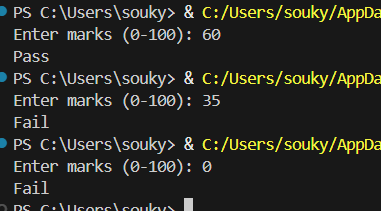 PS C:\Users\souky> & C:/Users/souky/AppDa
Enter marks (0-100): 60
Pass
PS C:\Users\souky> & C:/Users/souky/AppDa
Enter marks (0-100): 35
Fail
PS C:\Users\souky> & C:/Users/souky/AppDa
Enter marks (0-100): 0
Fail
PS C:\Users\souky>